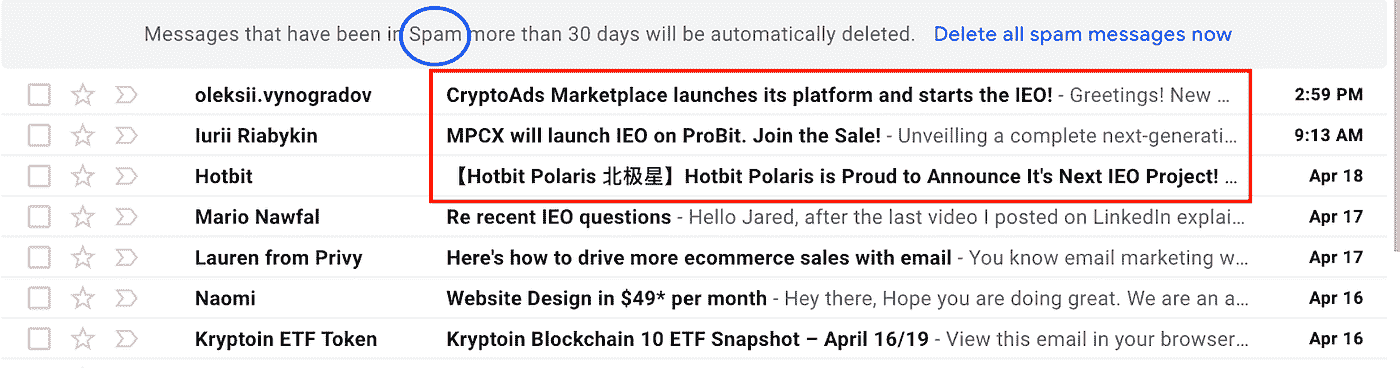 Messages that have been in Spam more than 30 days will be automatically deleted. Delete all spam messages now
oleksii.vynogradov CryptoAds Marketplace launches its platform and starts the IEO! - Greetings! New ... 2:59 PM
Iurii Riabykin MPCX will launch IEO on ProBit. Join the Sale! - Unveilling a complete next-generati... 9:13 AM
Hotbit 【Hotbit Polaris 北极星】Hotbit Polaris is Proud to Announce It's Next IEO Project! ... Apr 18
Mario Nawfal Re recent IEO questions - Hello Jared, after the last video I posted on LinkedIn explai... Apr 17
Lauren from Privy Here's how to drive more ecommerce sales with email - You know email marketing w... Apr 17
Naomi Website Design in $49* per month - Hey there, Hope you are doing great. We are an a... Apr 16
Kryptoin ETF Token Kryptoin Blockchain 10 ETF Snapshot – April 16/19 - View this email in your browser... Apr 16